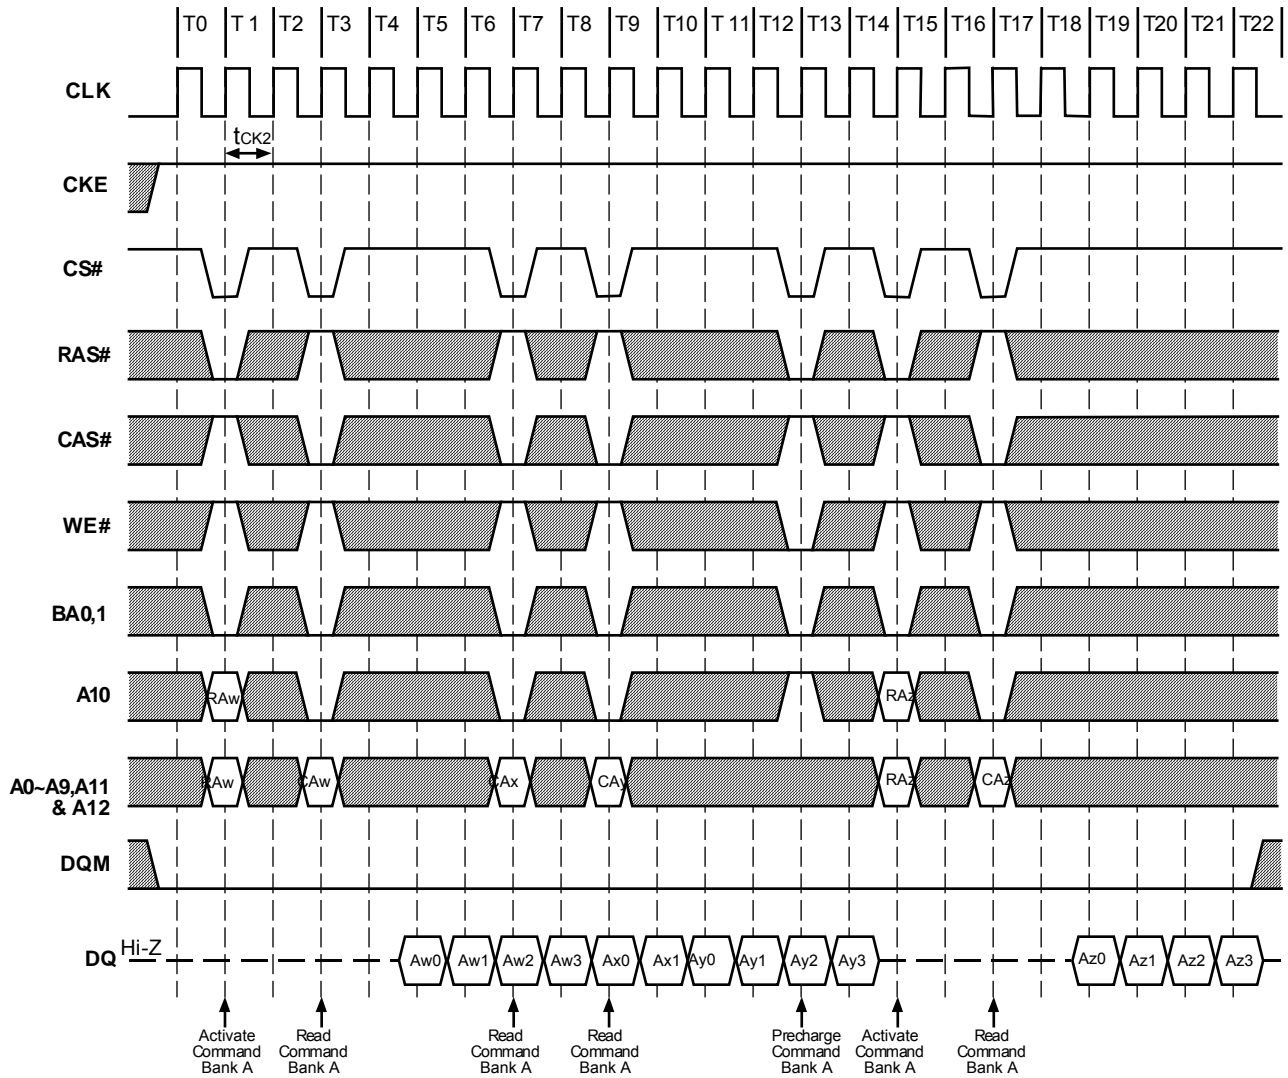 T0 T 1 T2 T3 T4 T5 T6 T7 T8 T9 T10 T 11 T12 T13 T14 T15 T16 T17 T18 T19 T20 T21 T22
CLK
tCK2
CKE
CS#
RAS#
CAS#
WE#
BA0,1
A10
RAw RAz
A0~A9,A11
& A12
RAw CAw CAx CAy RAz CAz
DQM
DQ Hi-Z
Aw0 Aw1 Aw2 Aw3 Ax0 Ax1 Ay0 Ay1 Ay2 Ay3 Az0 Az1 Az2 Az3
Activate
Command
Bank A
Read
Command
Bank A
Read
Command
Bank A
Read
Command
Bank A
Precharge
Command
Bank A
Activate
Command
Bank A
Read
Command
Bank A